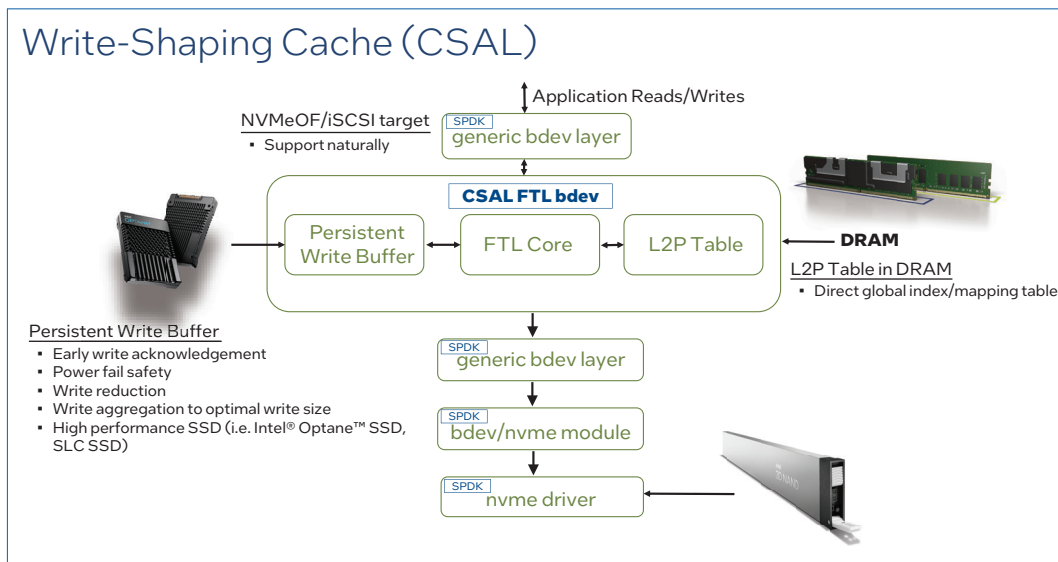 Write-Shaping Cache (CSAL)
Application Reads/Writes
NVMeOF/iSCSI target
▪ Support naturally
SPDK
generic bdev layer
CSAL FTL bdev
Persistent
Write Buffer
FTL Core
L2P Table
DRAM
L2P Table in DRAM
▪ Direct global index/mapping table
Persistent Write Buffer
▪ Early write acknowledgement
▪ Power fail safety
▪ Write reduction
▪ Write aggregation to optimal write size
▪ High performance SSD (i.e. Intel® Optane™ SSD,
SLC SSD)
SPDK
generic bdev layer
SPDK
bdev/nvme module
SPDK
nvme driver
3D NAND